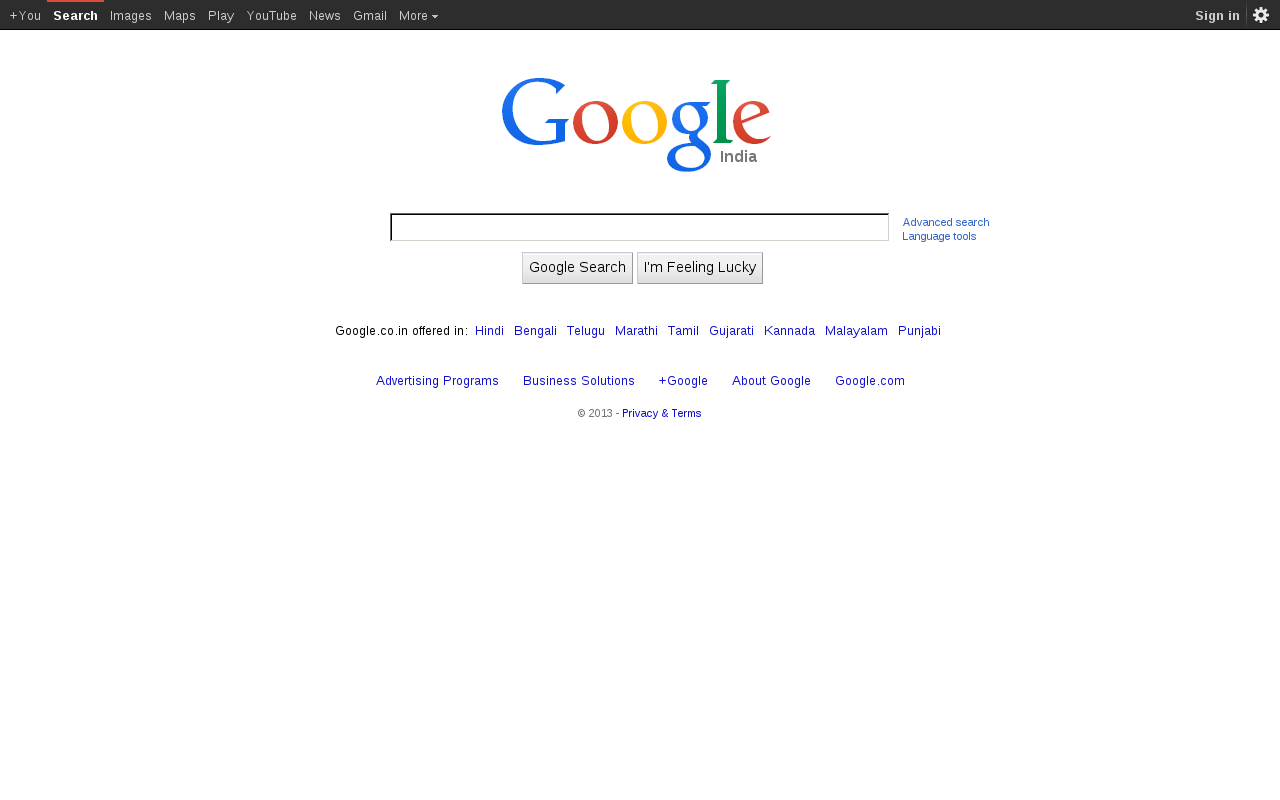 +You Search Images Maps Play YouTube News Gmail More Sign in
Google
India
Advanced search
Language tools
Google Search I'm Feeling Lucky
Google.co.in offered in: Hindi Bengali Telugu Marathi Tamil Gujarati Kannada Malayalam Punjabi
Advertising Programs Business Solutions +Google About Google Google.com
© 2013 - Privacy & Terms